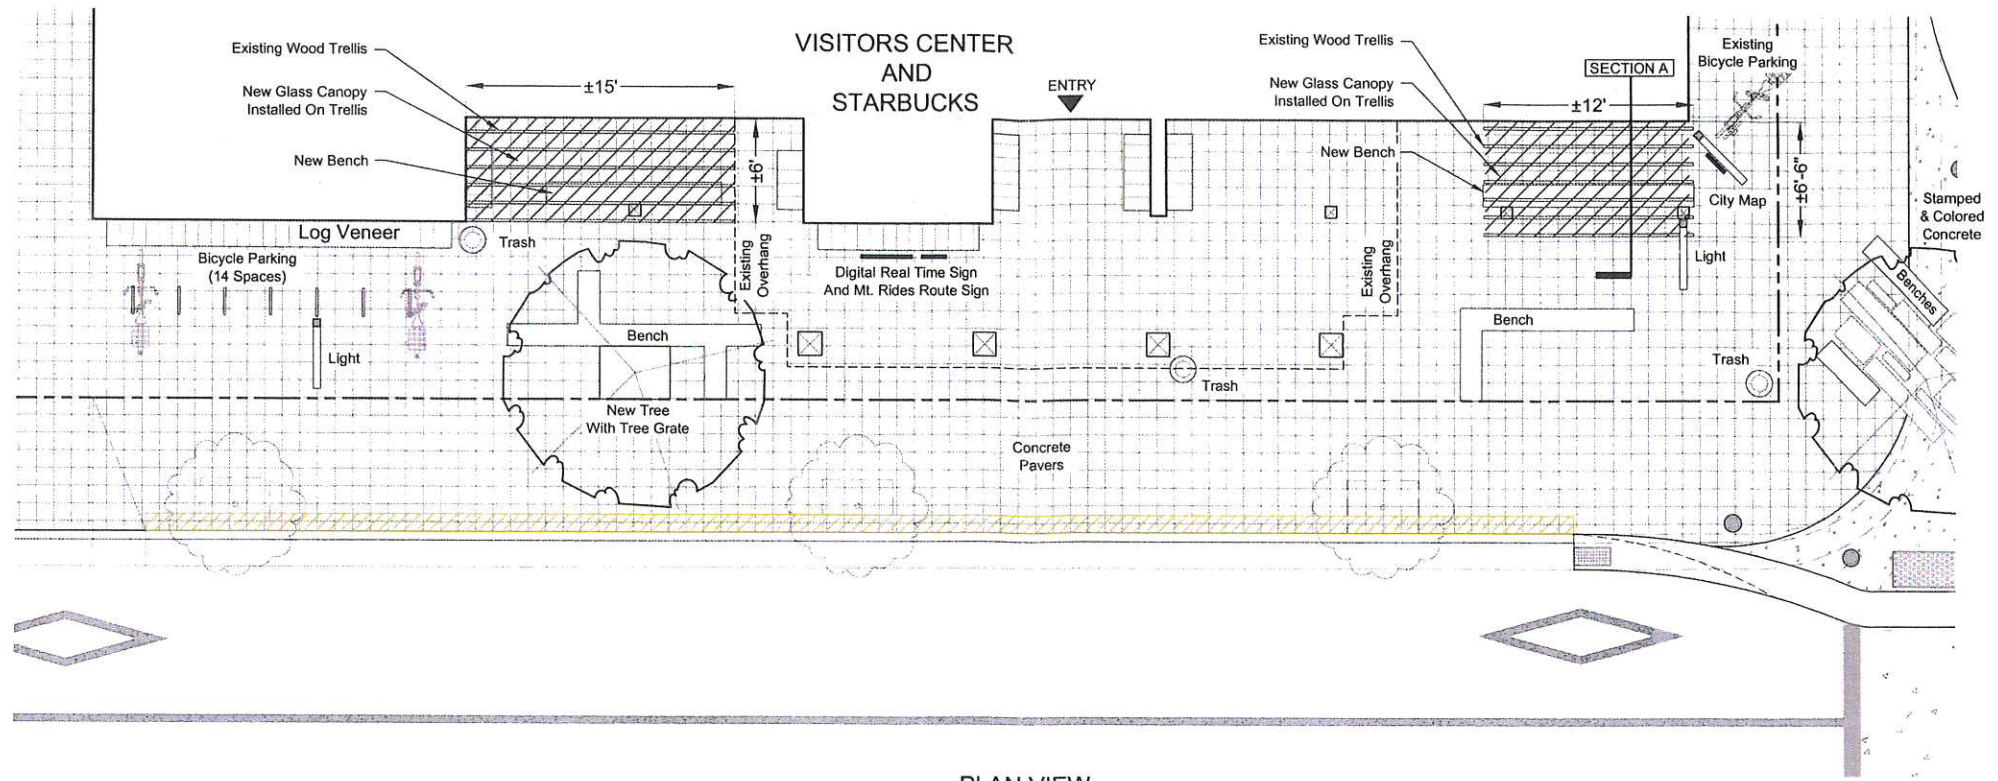 VISITORS CENTER
AND
STARBUCKS
ENTRY
Existing Wood Trellis
New Glass Canopy
Installed On Trellis
New Bench
±15'
±6'
Existing Wood Trellis
New Glass Canopy
Installed On Trellis
New Bench
SECTION A
±12'
±6'-6"
Existing
Bicycle Parking
City Map
Stamped
& Colored
Concrete
Log Veneer
Trash
Bicycle Parking
(14 Spaces)
Light
Existing
Overhang
Digital Real Time Sign
And Mt. Rides Route Sign
Existing
Overhang
Light
Benches
Bench
Bench
Trash
Trash
New Tree
With Tree Grate
Concrete
Pavers
PLAN VIEW